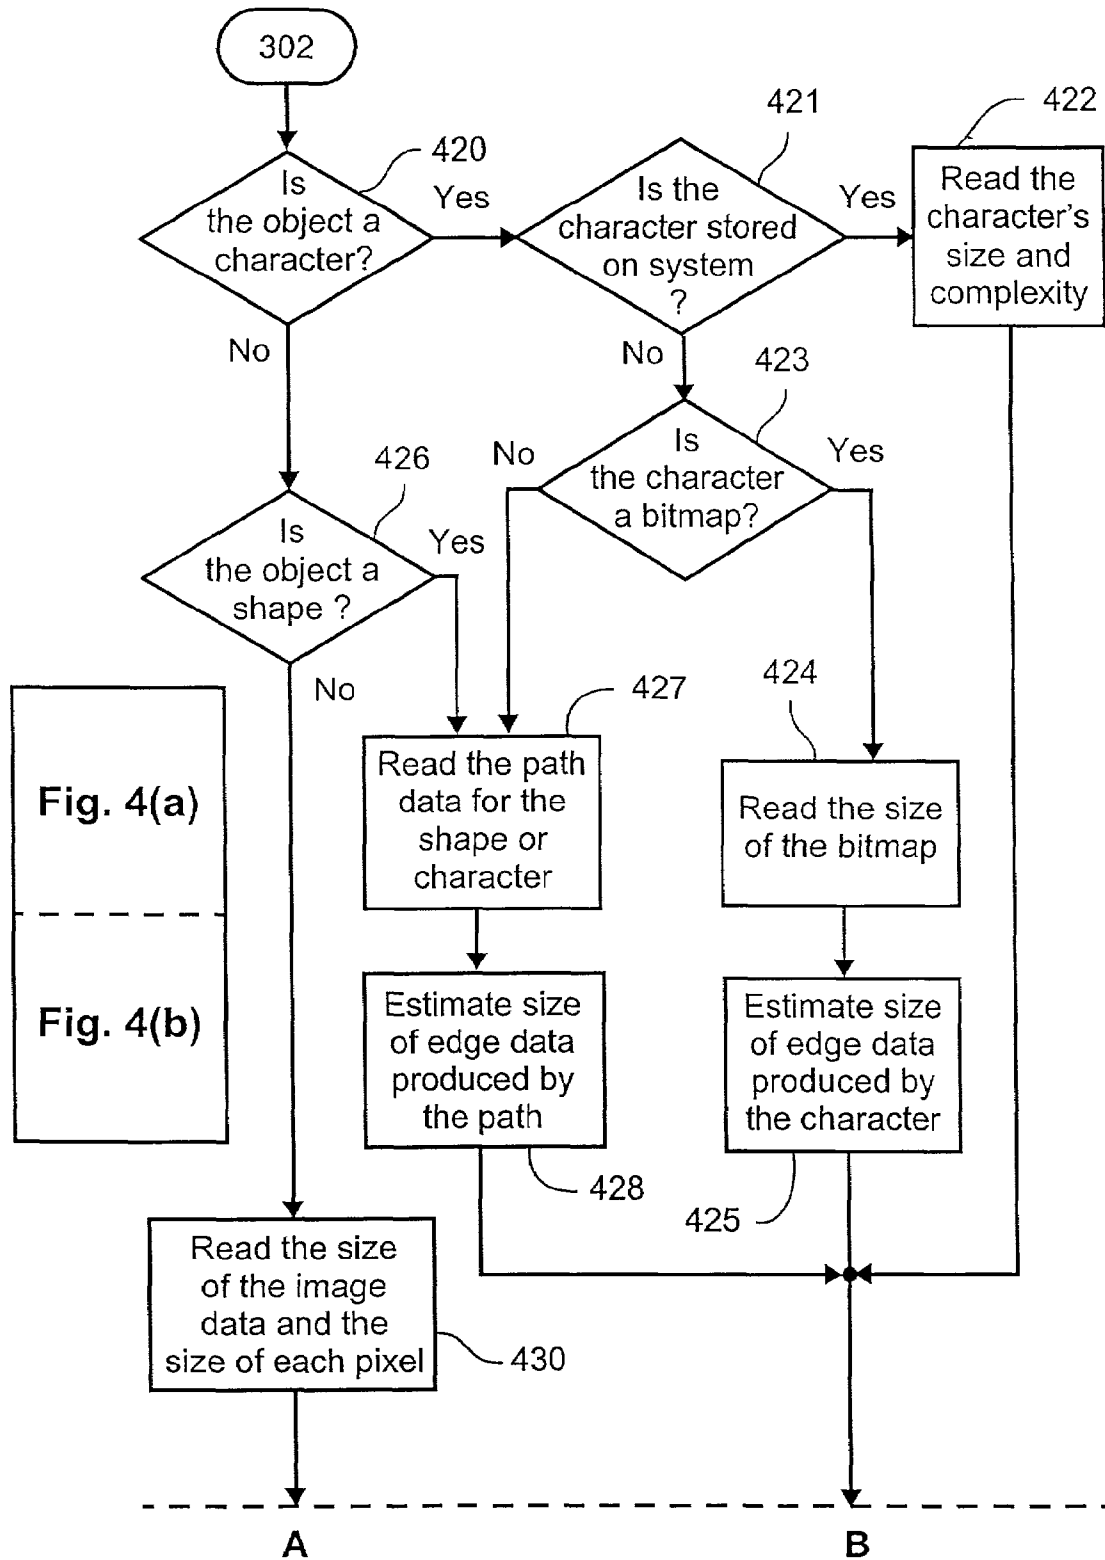 302
420
Is
the object a
character?
Yes
421
Is the
character stored
on system
?
Yes
422
Read the
character's
size and
complexity
No
No
423
Is
the character
a bitmap?
No
Yes
426
Is
the object a
shape ?
Yes
No
427
Read the path
data for the
shape or
character
424
Read the size
of the bitmap
Fig. 4(a)
Fig. 4(b)
Estimate size
of edge data
produced by
the path
428
Estimate size
of edge data
produced by
the character
425
Read the size
of the image
data and the
size of each pixel
430
A
B